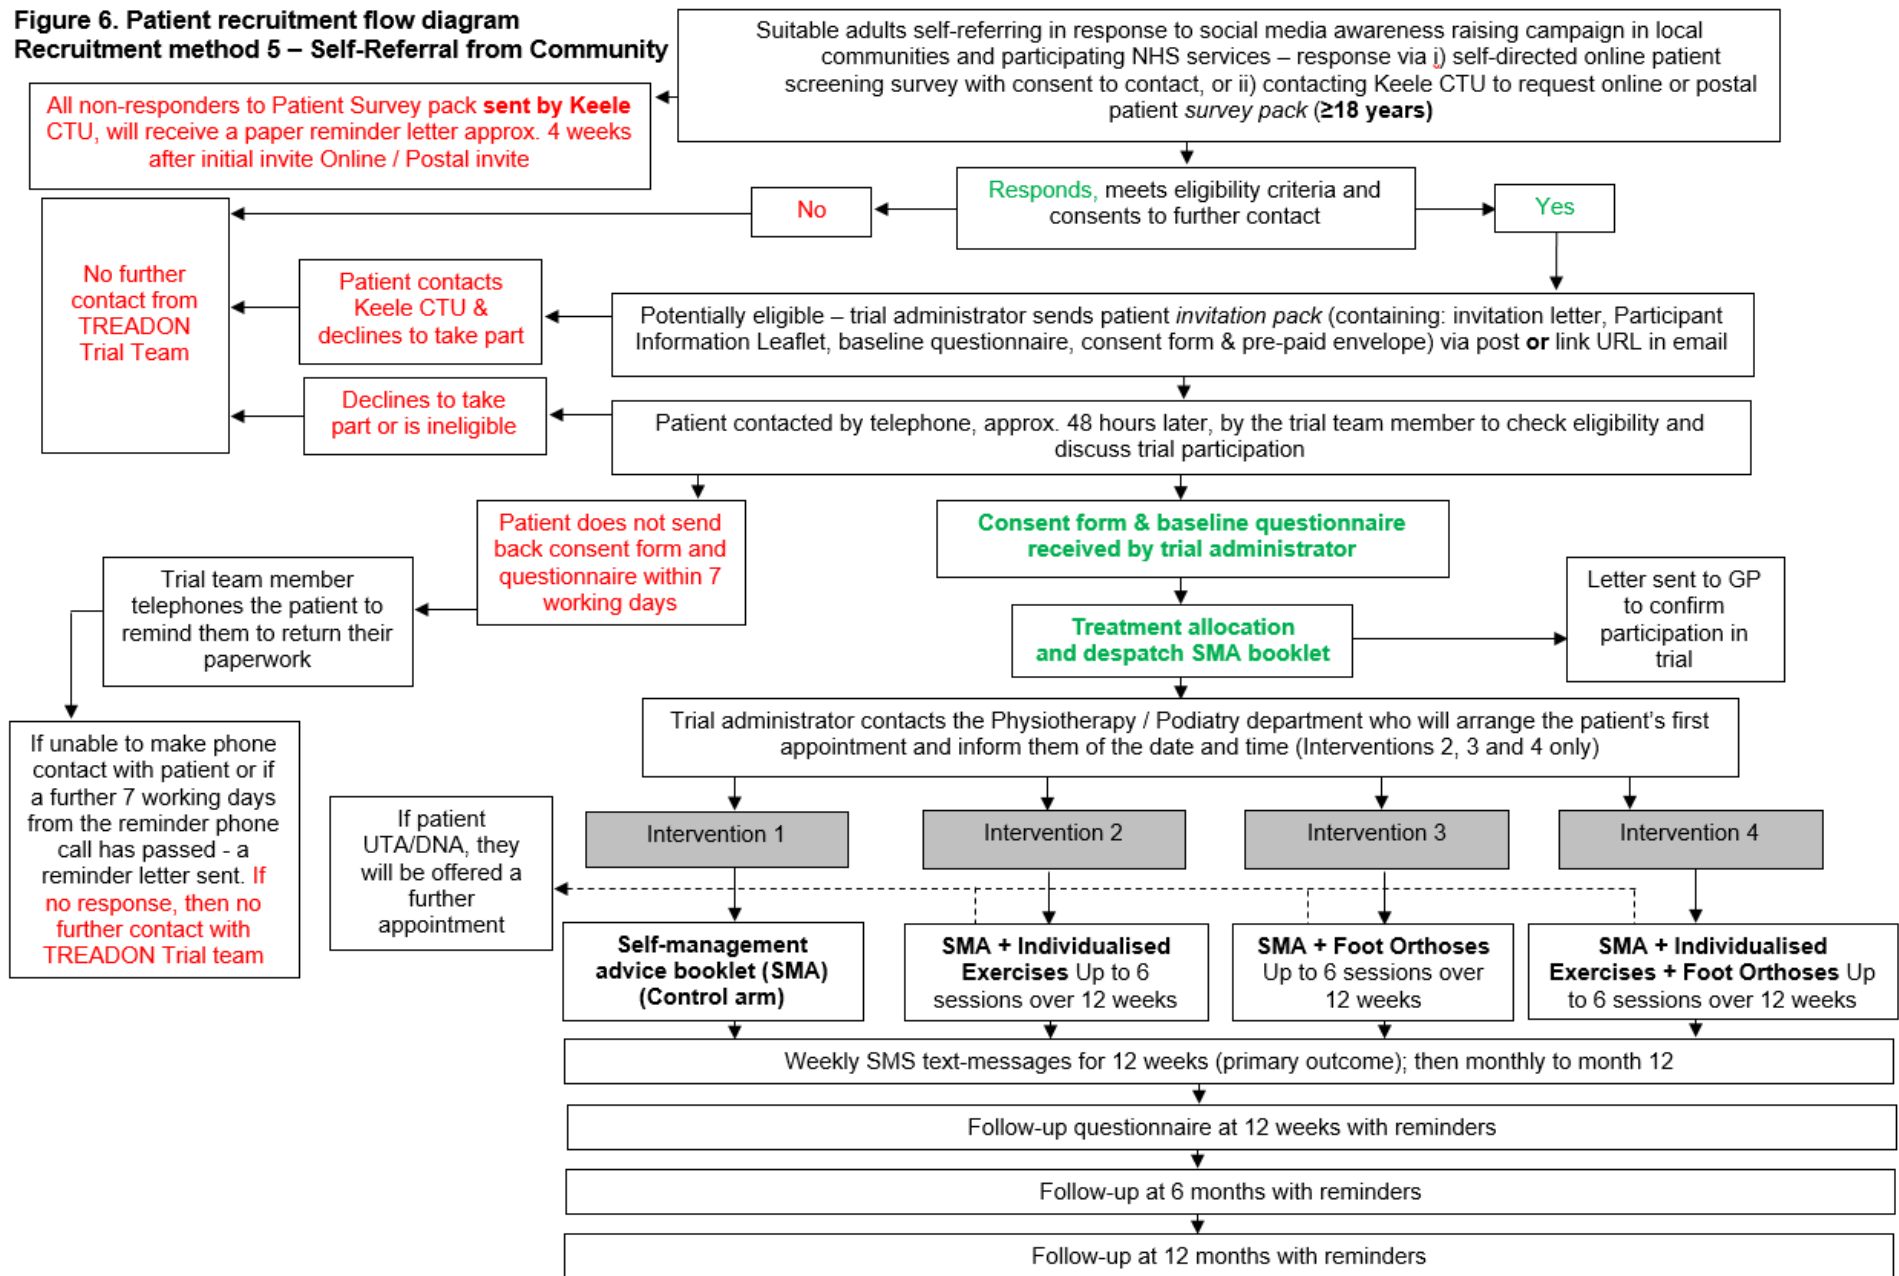 Figure 6. Patient recruitment flow diagram
Recruitment method 5 – Self-Referral from Community
Suitable adults self-referring in response to social media awareness raising campaign in local
communities and participating NHS services – response via i) self-directed online patient
screening survey with consent to contact, or ii) contacting Keele CTU to request online or postal
patient survey pack (≥18 years)
All non-responders to Patient Survey pack sent by Keele
CTU, will receive a paper reminder letter approx. 4 weeks
after initial invite Online / Postal invite
Responds, meets eligibility criteria and
consents to further contact
No
Yes
No further
contact from
TREADON
Trial Team
Patient contacts
Keele CTU &
declines to take part
Potentially eligible – trial administrator sends patient invitation pack (containing: invitation letter, Participant
Information Leaflet, baseline questionnaire, consent form & pre-paid envelope) via post or link URL in email
Declines to take
part or is ineligible
Patient contacted by telephone, approx. 48 hours later, by the trial team member to check eligibility and
discuss trial participation
Patient does not send
back consent form and
questionnaire within 7
working days
Consent form & baseline questionnaire
received by trial administrator
Trial team member
telephones the patient to
remind them to return their
paperwork
Treatment allocation
and despatch SMA booklet
Letter sent to GP
to confirm
participation in
trial
If unable to make phone
contact with patient or if
a further 7 working days
from the reminder phone
call has passed - a
reminder letter sent. If
no response, then no
further contact with
TREADON Trial team
Trial administrator contacts the Physiotherapy / Podiatry department who will arrange the patient's first
appointment and inform them of the date and time (Interventions 2, 3 and 4 only)
If patient
UTA/DNA, they
will be offered a
further
appointment
Intervention 1
Intervention 2
Intervention 3
Intervention 4
Self-management
advice booklet (SMA)
(Control arm)
SMA + Individualised
Exercises Up to 6
sessions over 12 weeks
SMA + Foot Orthoses
Up to 6 sessions over
12 weeks
SMA + Individualised
Exercises + Foot Orthoses Up
to 6 sessions over 12 weeks
Weekly SMS text-messages for 12 weeks (primary outcome); then monthly to month 12
Follow-up questionnaire at 12 weeks with reminders
Follow-up at 6 months with reminders
Follow-up at 12 months with reminders